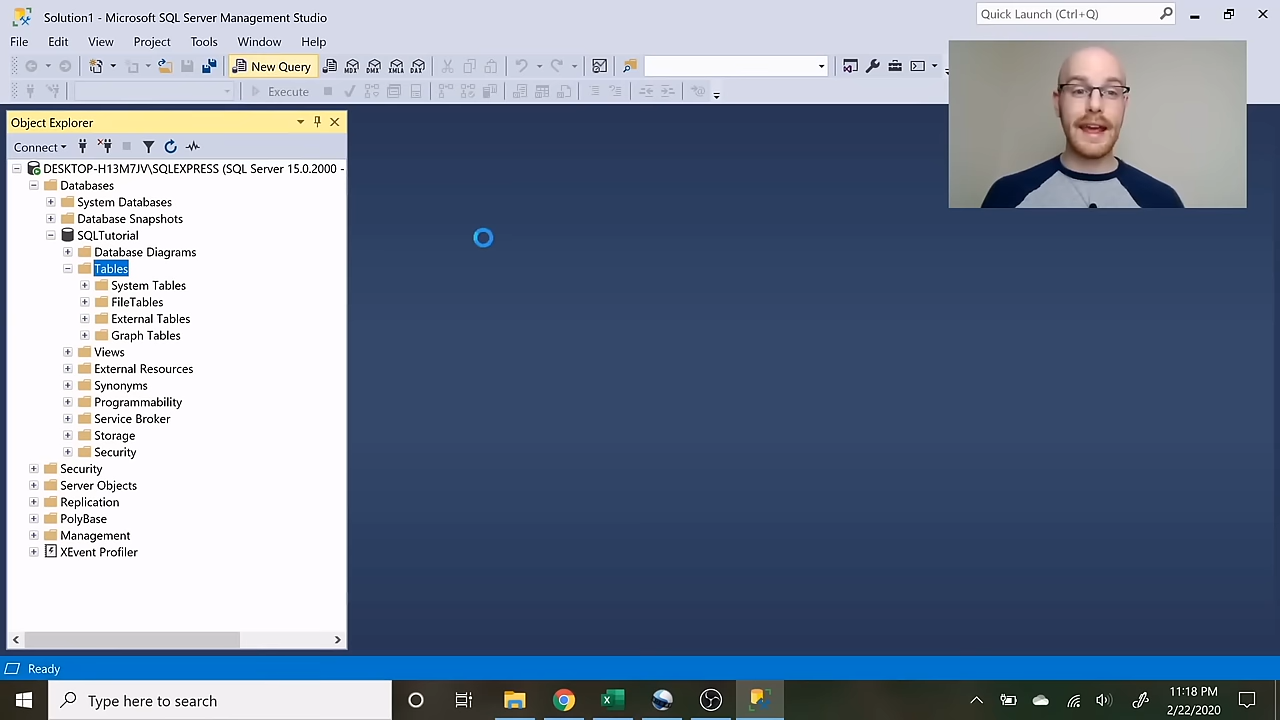 Solution1 - Microsoft SQL Server Management Studio
Quick Launch (Ctrl+Q)
File Edit View Project Tools Window Help
New Query
Execute
Object Explorer
Connect
DESKTOP-H13M7JV\SQLEXPRESS (SQL Server 15.0.2000 -
Databases
System Databases
Database Snapshots
SQLTutorial
Database Diagrams
Tables
System Tables
FileTables
External Tables
Graph Tables
Views
External Resources
Synonyms
Programmability
Service Broker
Storage
Security
Security
Server Objects
Replication
PolyBase
Management
XEvent Profiler
Ready
Type here to search
11:18 PM
2/22/2020